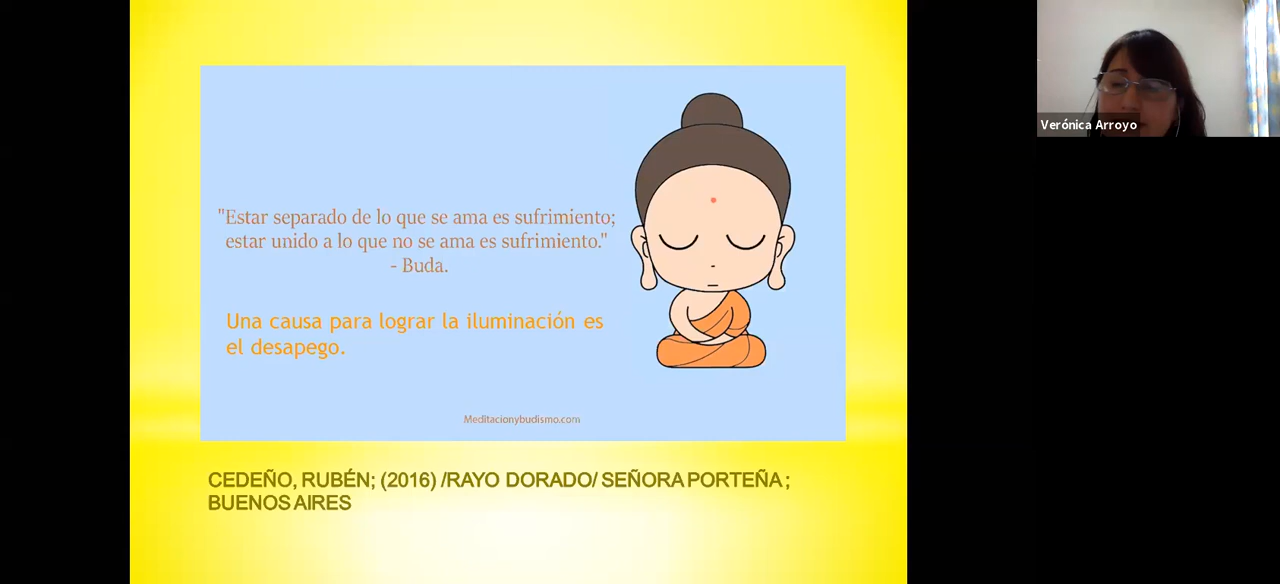 "Estar separado de lo que se ama es sufrimiento;
estar unido a lo que no se ama es sufrimiento."
- Buda.
Una causa para lograr la iluminación es
el desapego.
Meditacionybudismo.com
CEDEÑO, RUBÉN; (2016) /RAYO DORADO/ SEÑORA PORTEÑA ;
BUENOS AIRES
Verónica Arroyo